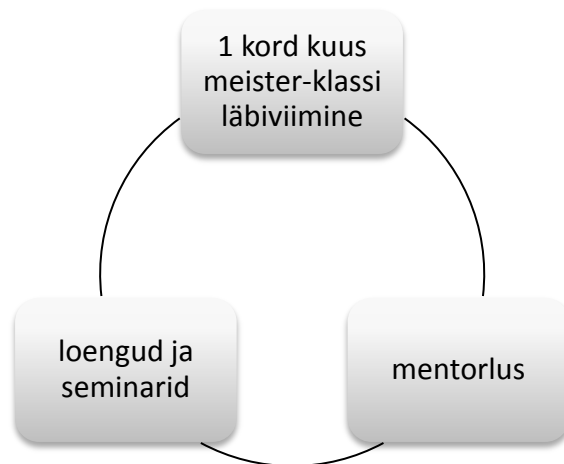 1 kord kuus
meister-klassi
läbiviimine
loengud ja
seminarid
mentorlus